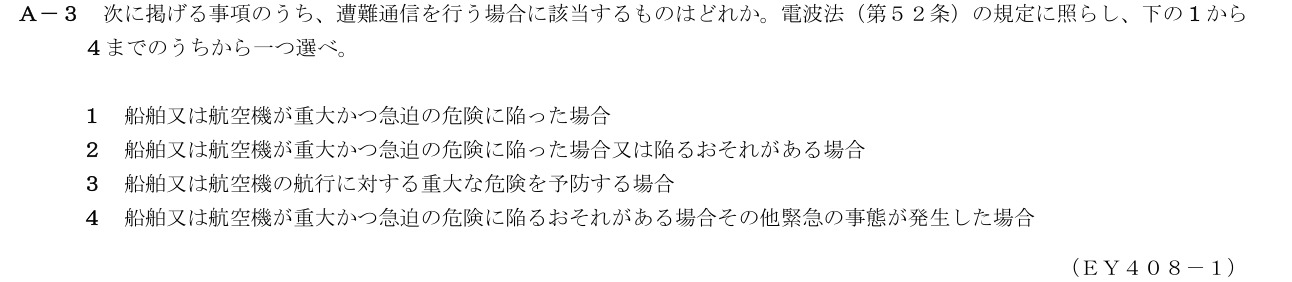 Ａ－３　次に掲げる事項のうち、遭難通信を行う場合に該当するものはどれか。電波法（第５２条）の規定に照らし、下の１から
４までのうちから一つ選べ。
１　船舶又は航空機が重大かつ急迫の危険に陥った場合
２　船舶又は航空機が重大かつ急迫の危険に陥った場合又は陥るおそれがある場合
３　船舶又は航空機の航行に対する重大な危険を予防する場合
４　船舶又は航空機が重大かつ急迫の危険に陥るおそれがある場合その他緊急の事態が発生した場合
（ＥＹ４０８－１）